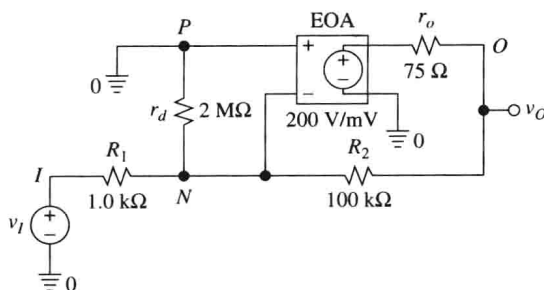 EOA
P
r_o
O
+
+
−
−
0
75 Ω
v_O
r_d
2 MΩ
200 V/mV
0
R_1
R_2
I
1.0 kΩ
N
100 kΩ
v_I
+
−
0